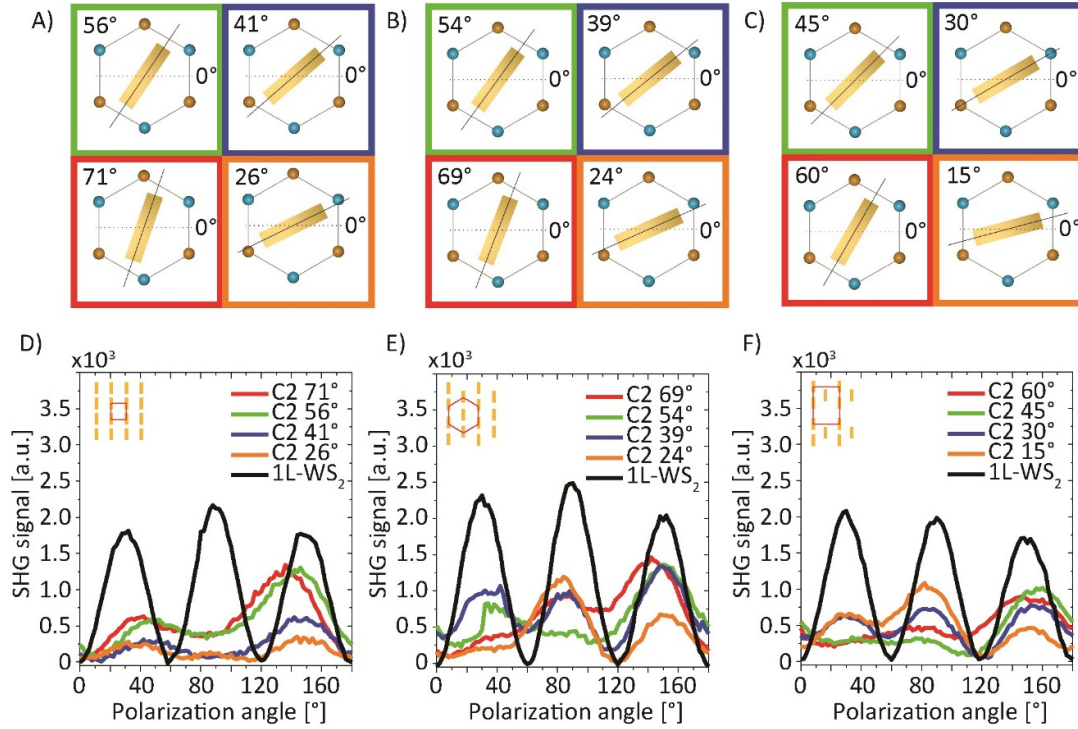 A)
56°
41°
0°
0°
71°
26°
0°
0°
B)
54°
39°
0°
0°
69°
24°
0°
0°
C)
45°
30°
0°
0°
60°
15°
0°
0°
D)
x10³
SHG signal [a.u.]
3.5
3.0
2.5
2.0
1.5
1.0
0.5
0
C2 71°
C2 56°
C2 41°
C2 26°
1L-WS₂
0 40 80 120 160
Polarization angle [°]
E)
x10³
SHG signal [a.u.]
3.5
3.0
2.5
2.0
1.5
1.0
0.5
0
C2 69°
C2 54°
C2 39°
C2 24°
1L-WS₂
0 40 80 120 160
Polarization angle [°]
F)
x10³
SHG signal [a.u.]
3.5
3.0
2.5
2.0
1.5
1.0
0.5
0
C2 60°
C2 45°
C2 30°
C2 15°
1L-WS₂
0 40 80 120 160
Polarization angle [°]